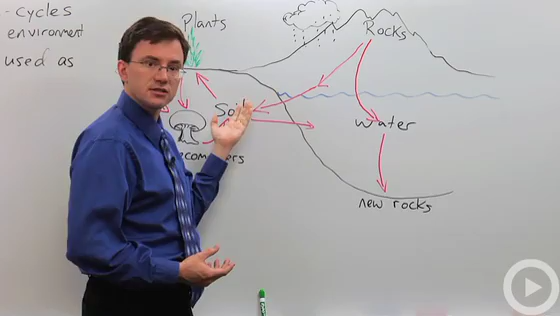 - cycles
environment
used as
Plants
Rocks
Soil
Water
new rocks